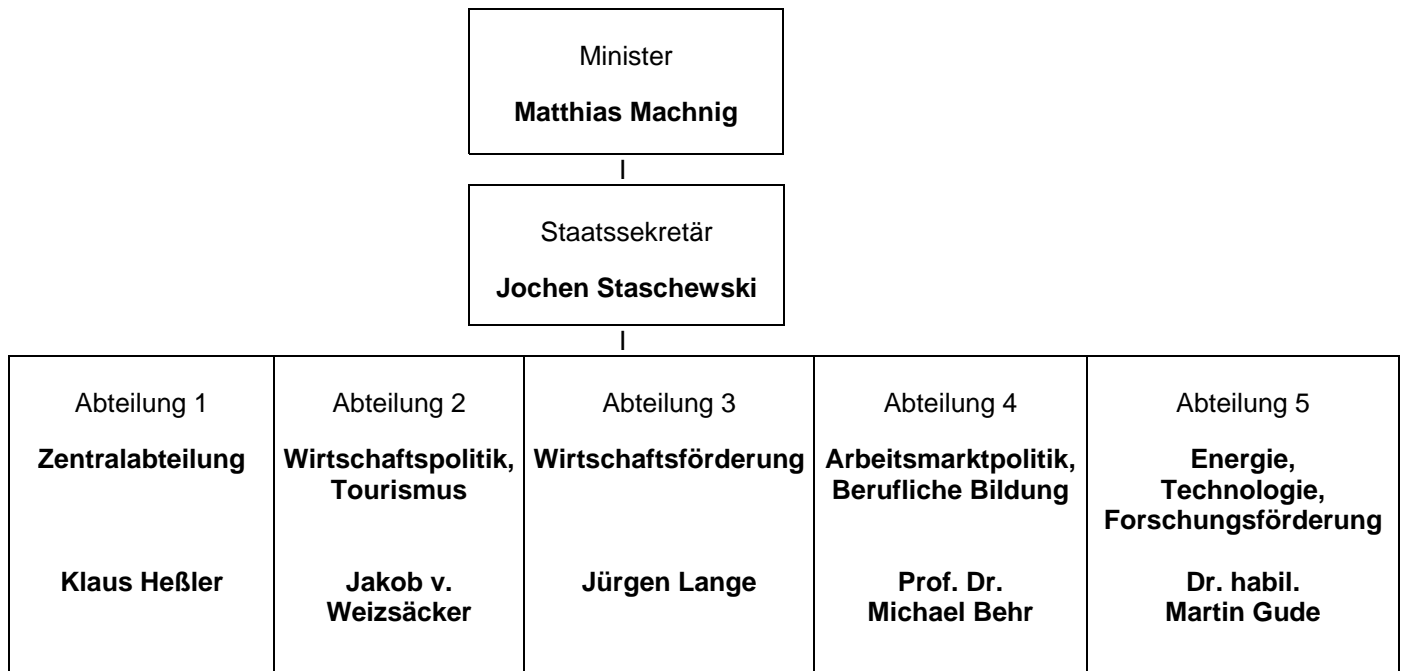 Minister
Matthias Machnig
Staatssekretär
Jochen Staschewski
Abteilung 1
Zentralabteilung
Klaus Heßler
Abteilung 2
Wirtschaftspolitik,
Tourismus
Jakob v.
Weizsäcker
Abteilung 3
Wirtschaftsförderung
Jürgen Lange
Abteilung 4
Arbeitsmarktpolitik,
Berufliche Bildung
Prof. Dr.
Michael Behr
Abteilung 5
Energie,
Technologie,
Forschungsförderung
Dr. habil.
Martin Gude